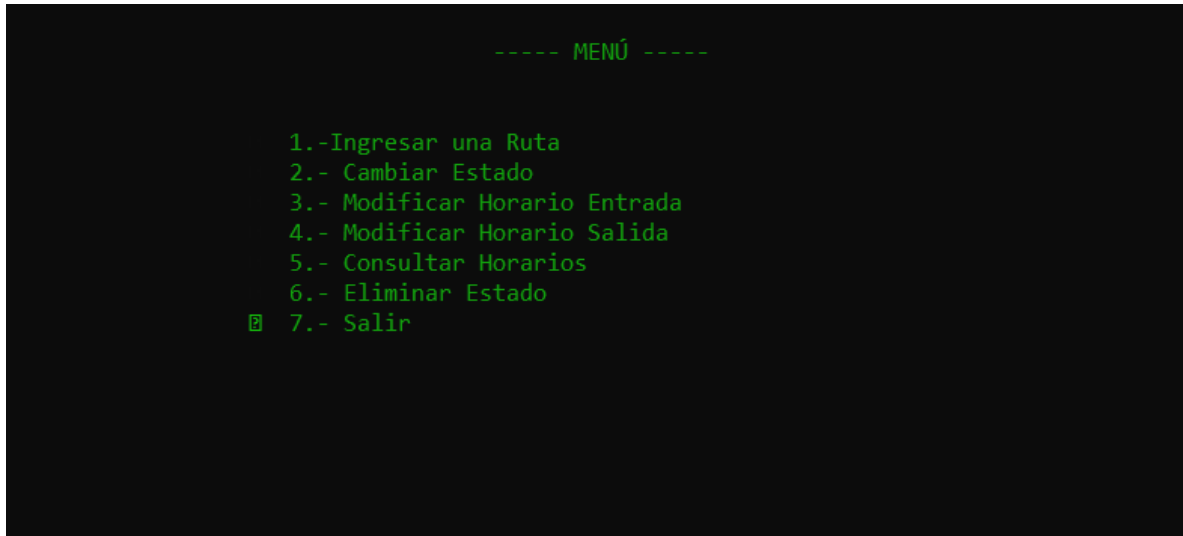 ----- MENÚ -----
1.-Ingresar una Ruta
2.- Cambiar Estado
3.- Modificar Horario Entrada
4.- Modificar Horario Salida
5.- Consultar Horarios
6.- Eliminar Estado
⍰ 7.- Salir